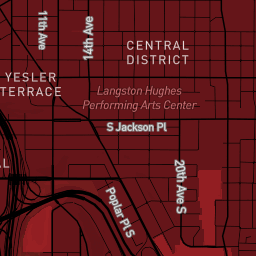 11th Ave
14th Ave
CENTRAL
DISTRICT
YESLER
TERRACE
Langston Hughes
Performing Arts Center
S Jackson Pl
AL
20th Ave S
Poplar Pl S